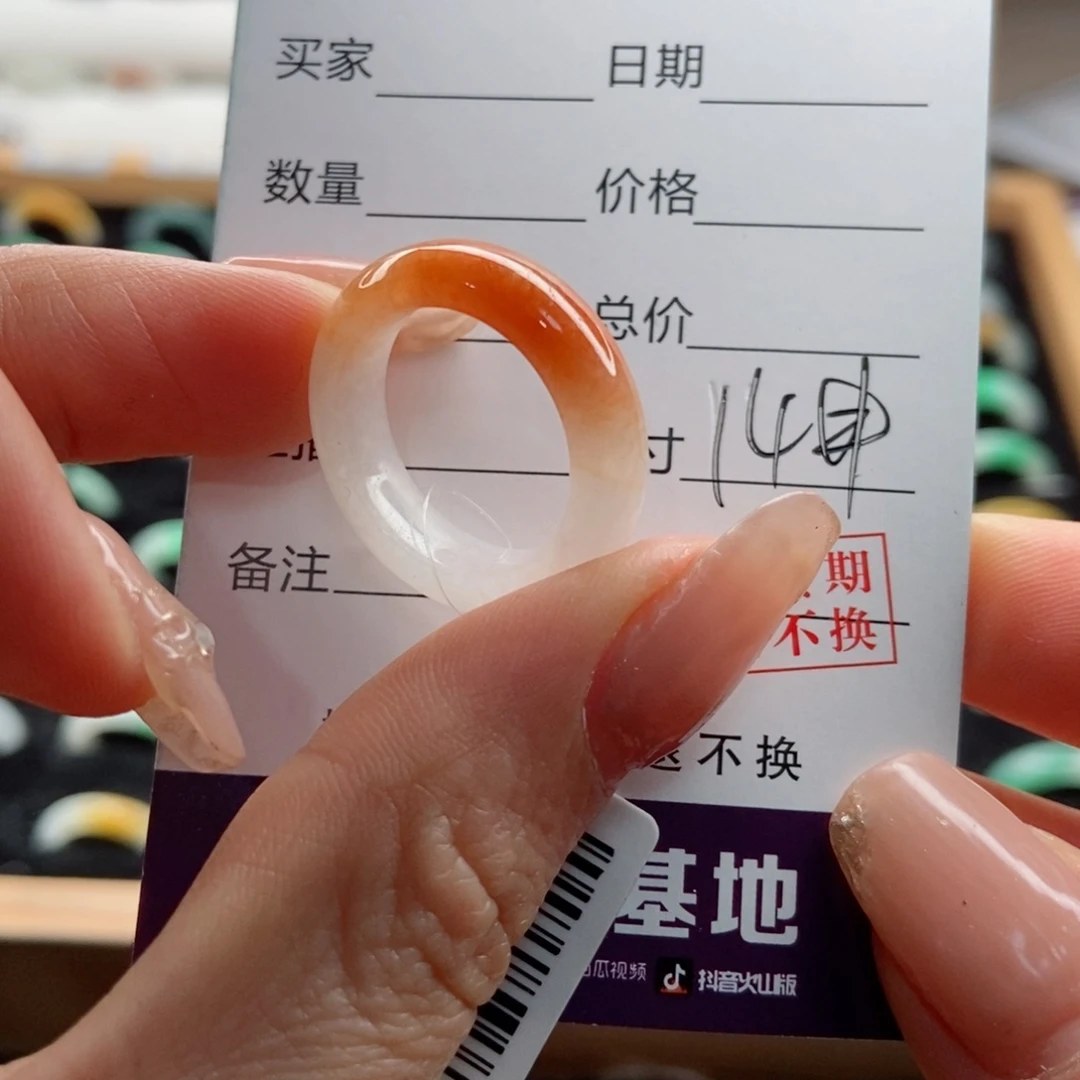 买家 日期
数量 价格
总价
寸 14
备注
期
不换
不换
基地
瓜视频 抖音火山版